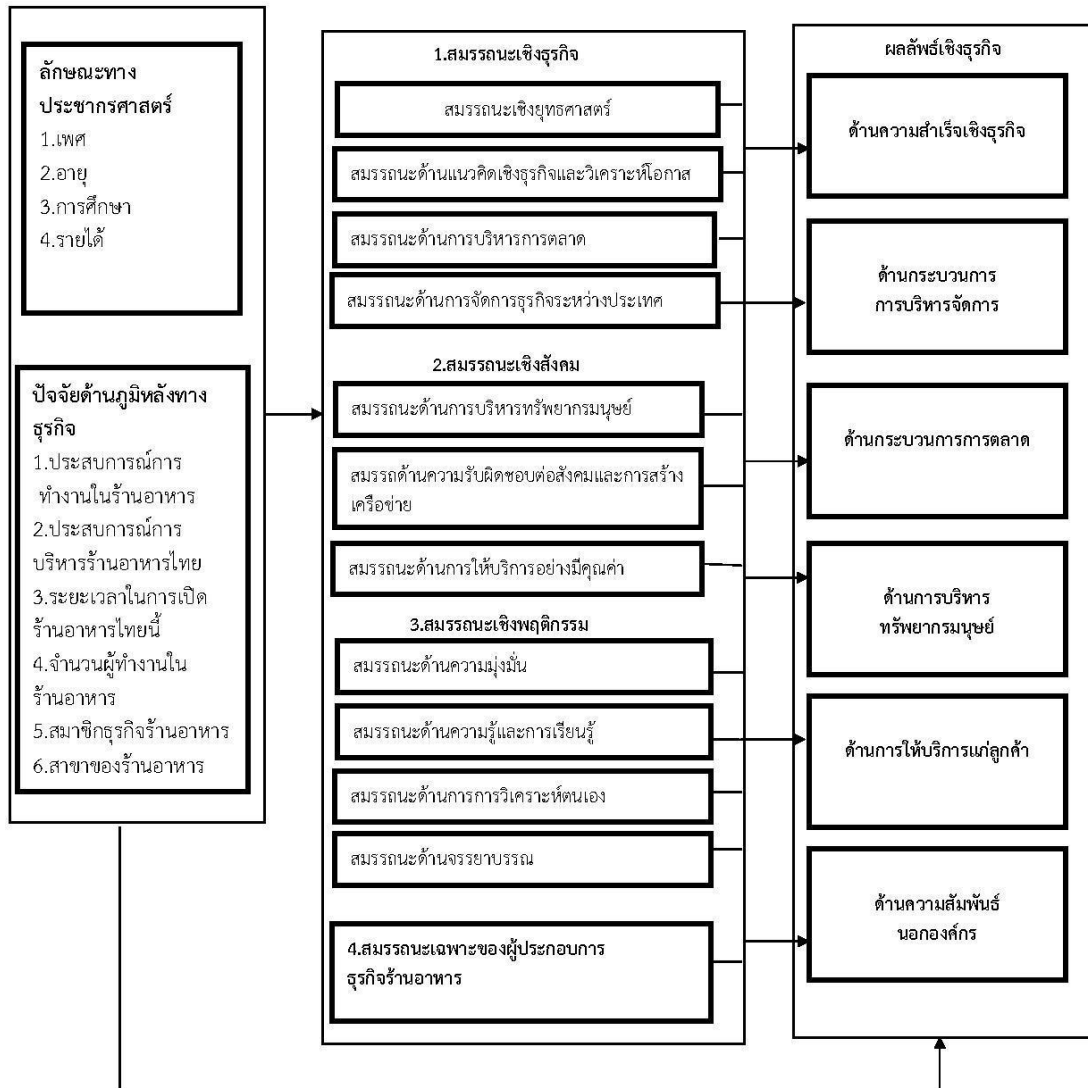 ลักษณะทาง
ประชากรศาสตร์
1.เพศ
2.อายุ
3.การศึกษา
4.รายได้
ปัจจัยด้านภูมิหลังทาง
ธุรกิจ
1.ประสบการณ์การ
ทำงานในร้านอาหาร
2.ประสบการณ์การ
บริหารร้านอาหารไทย
3.ระยะเวลาในการเปิด
ร้านอาหารไทยนี้
4.จำนวนผู้ทำงานใน
ร้านอาหาร
5.สมาชิกธุรกิจร้านอาหาร
6.สาขาของร้านอาหาร
1.สมรรถนะเชิงธุรกิจ
สมรรถนะเชิงยุทธศาสตร์
สมรรถนะด้านแนวคิดเชิงธุรกิจและวิเคราะห์โอกาส
สมรรถนะด้านการบริหารการตลาด
สมรรถนะด้านการจัดการธุรกิจระหว่างประเทศ
2.สมรรถนะเชิงสังคม
สมรรถนะด้านการบริหารทรัพยากรมนุษย์
สมรรถด้านความรับผิดชอบต่อสังคมและการสร้าง
เครือข่าย
สมรรถนะด้านการให้บริการอย่างมีคุณค่า
3.สมรรถนะเชิงพฤติกรรม
สมรรถนะด้านความมุ่งมั่น
สมรรถนะด้านความรู้และการเรียนรู้
สมรรถนะด้านการการวิเคราะห์ตนเอง
สมรรถนะด้านจรรยาบรรณ
4.สมรรถนะเฉพาะของผู้ประกอบการ
ธุรกิจร้านอาหาร
ผลลัพธ์เชิงธุรกิจ
ด้านความสำเร็จเชิงธุรกิจ
ด้านกระบวนการ
การบริหารจัดการ
ด้านกระบวนการการตลาด
ด้านการบริหาร
ทรัพยากรมนุษย์
ด้านการให้บริการแก่ลูกค้า
ด้านความสัมพันธ์
นอกองค์กร